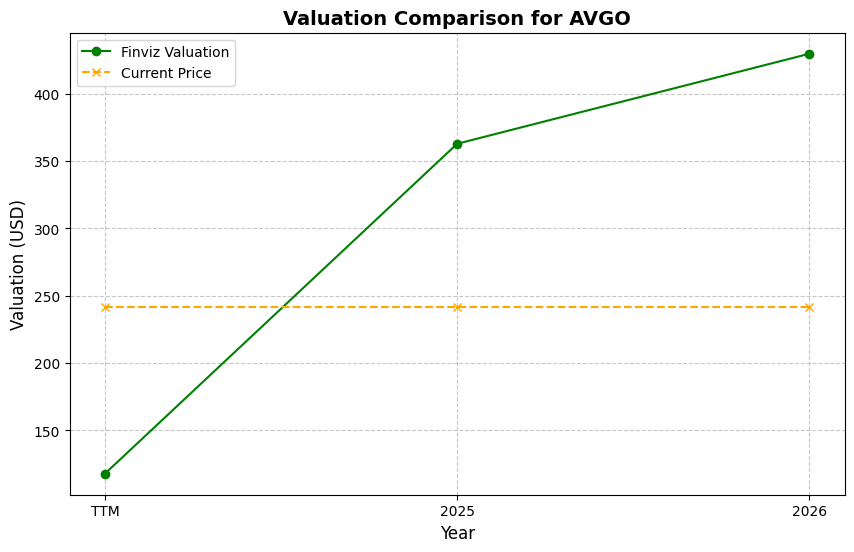 Valuation Comparison for AVGO
Finviz Valuation
Current Price
Valuation (USD)
400
350
300
250
200
150
TTM
2025
2026
Year